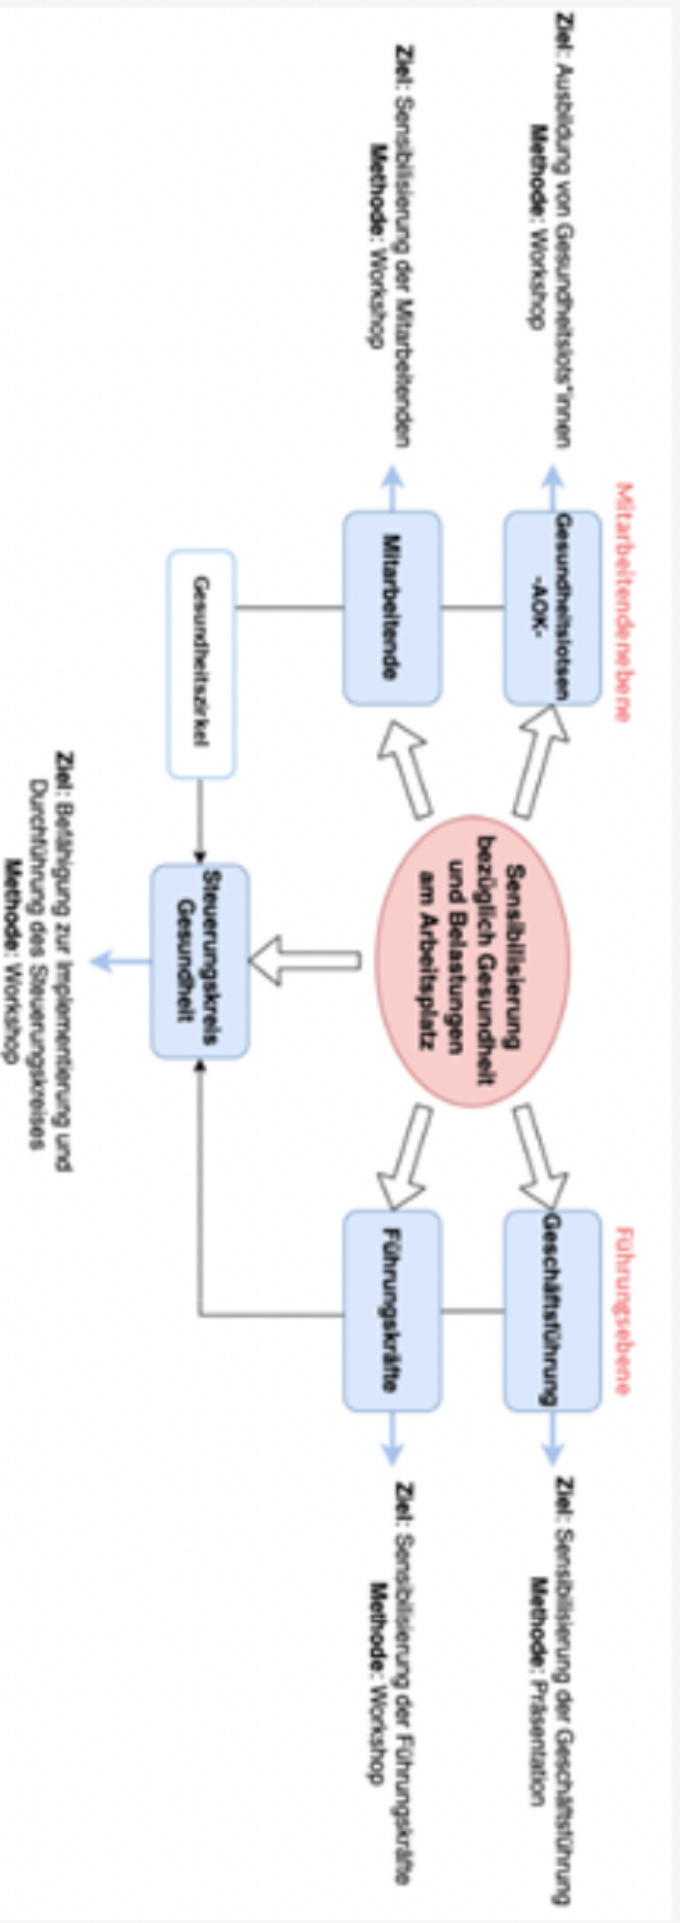 Mitarbeitendenebene
Führungsebene
Ziel: Ausbildung von Gesundheitslots*innen
Methode: Workshop
Gesundheitslotsen
-AOK-
Geschäftsführung
Ziel: Sensibilisierung der Geschäftsführung
Methode: Präsentation
Sensibilisierung
bezüglich Gesundheit
und Belastungen
am Arbeitsplatz
Ziel: Sensibilisierung der Mitarbeitenden
Methode: Workshop
Mitarbeitende
Führungskräfte
Ziel: Sensibilisierung der Führungskräfte
Methode: Workshop
Gesundheitszirkel
Steuerungskreis
Gesundheit
Ziel: Befähigung zur Implementierung und
Durchführung des Steuerungskreises
Methode: Workshop